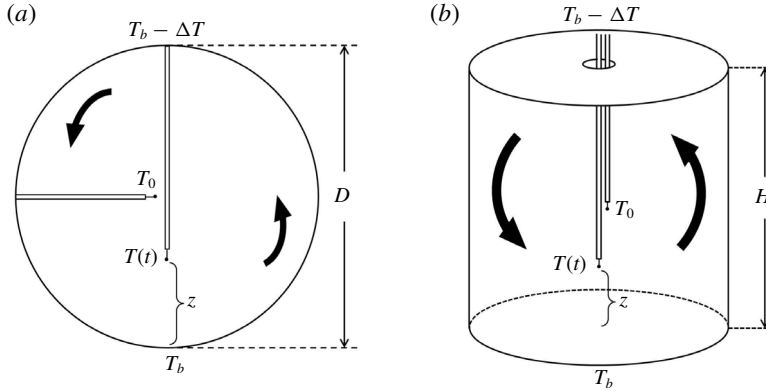 (a)
T_b − ΔT
T_0
D
T(t)
z
T_b
(b)
T_b − ΔT
H
T_0
T(t)
z
T_b